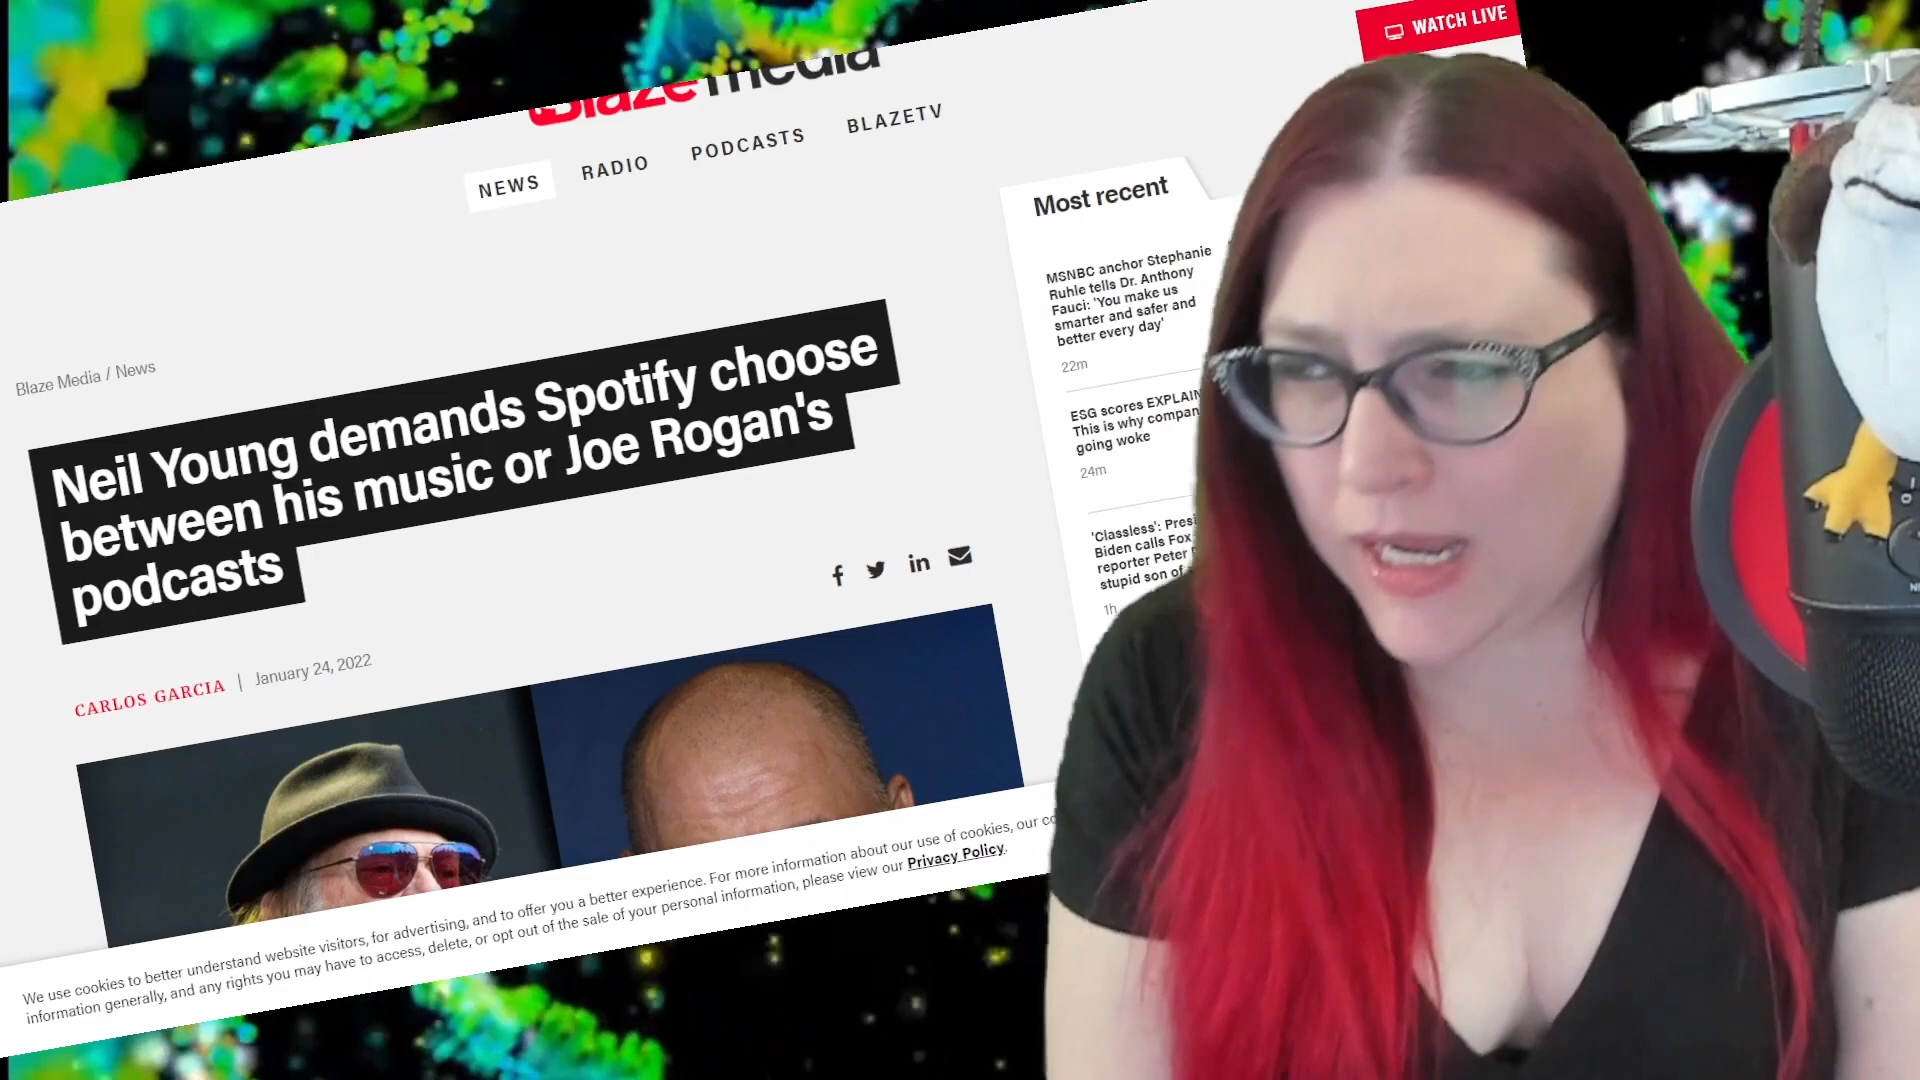 WATCH LIVE
Blaze media
NEWS RADIO PODCASTS BLAZETV
Blaze Media / News
Neil Young demands Spotify choose
between his music or Joe Rogan's
podcasts
CARLOS GARCIA | January 24, 2022
Most recent
MSNBC anchor Stephanie
Ruhle tells Dr. Anthony
Fauci: 'You make us
smarter and safer and
better every day'
22m
ESG scores
This is why
going woke
24m
'Classless':
Biden calls Fox
reporter Peter
stupid son of
1h
We use cookies to better understand website visitors, for advertising, and to offer you a better experience. For more information about our use of cookies, our
information generally, and any rights you may have to access, delete, or opt out of the sale of your personal information, please view our Privacy Policy.